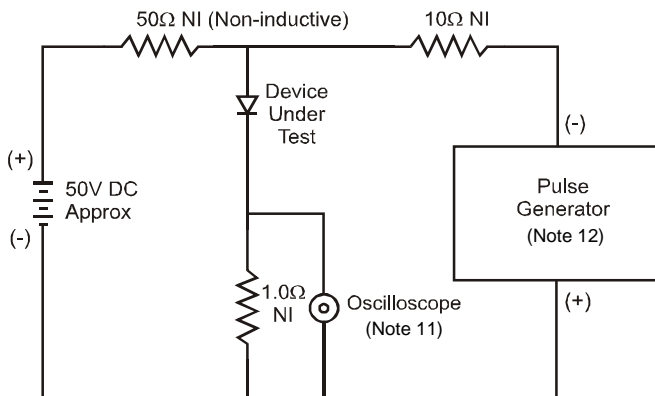 50Ω NI (Non-inductive)
10Ω NI
Device
Under
Test
(-)
(+)
50V DC
Approx
(-)
Pulse
Generator
(Note 12)
1.0Ω
NI
Oscilloscope
(Note 11)
(+)